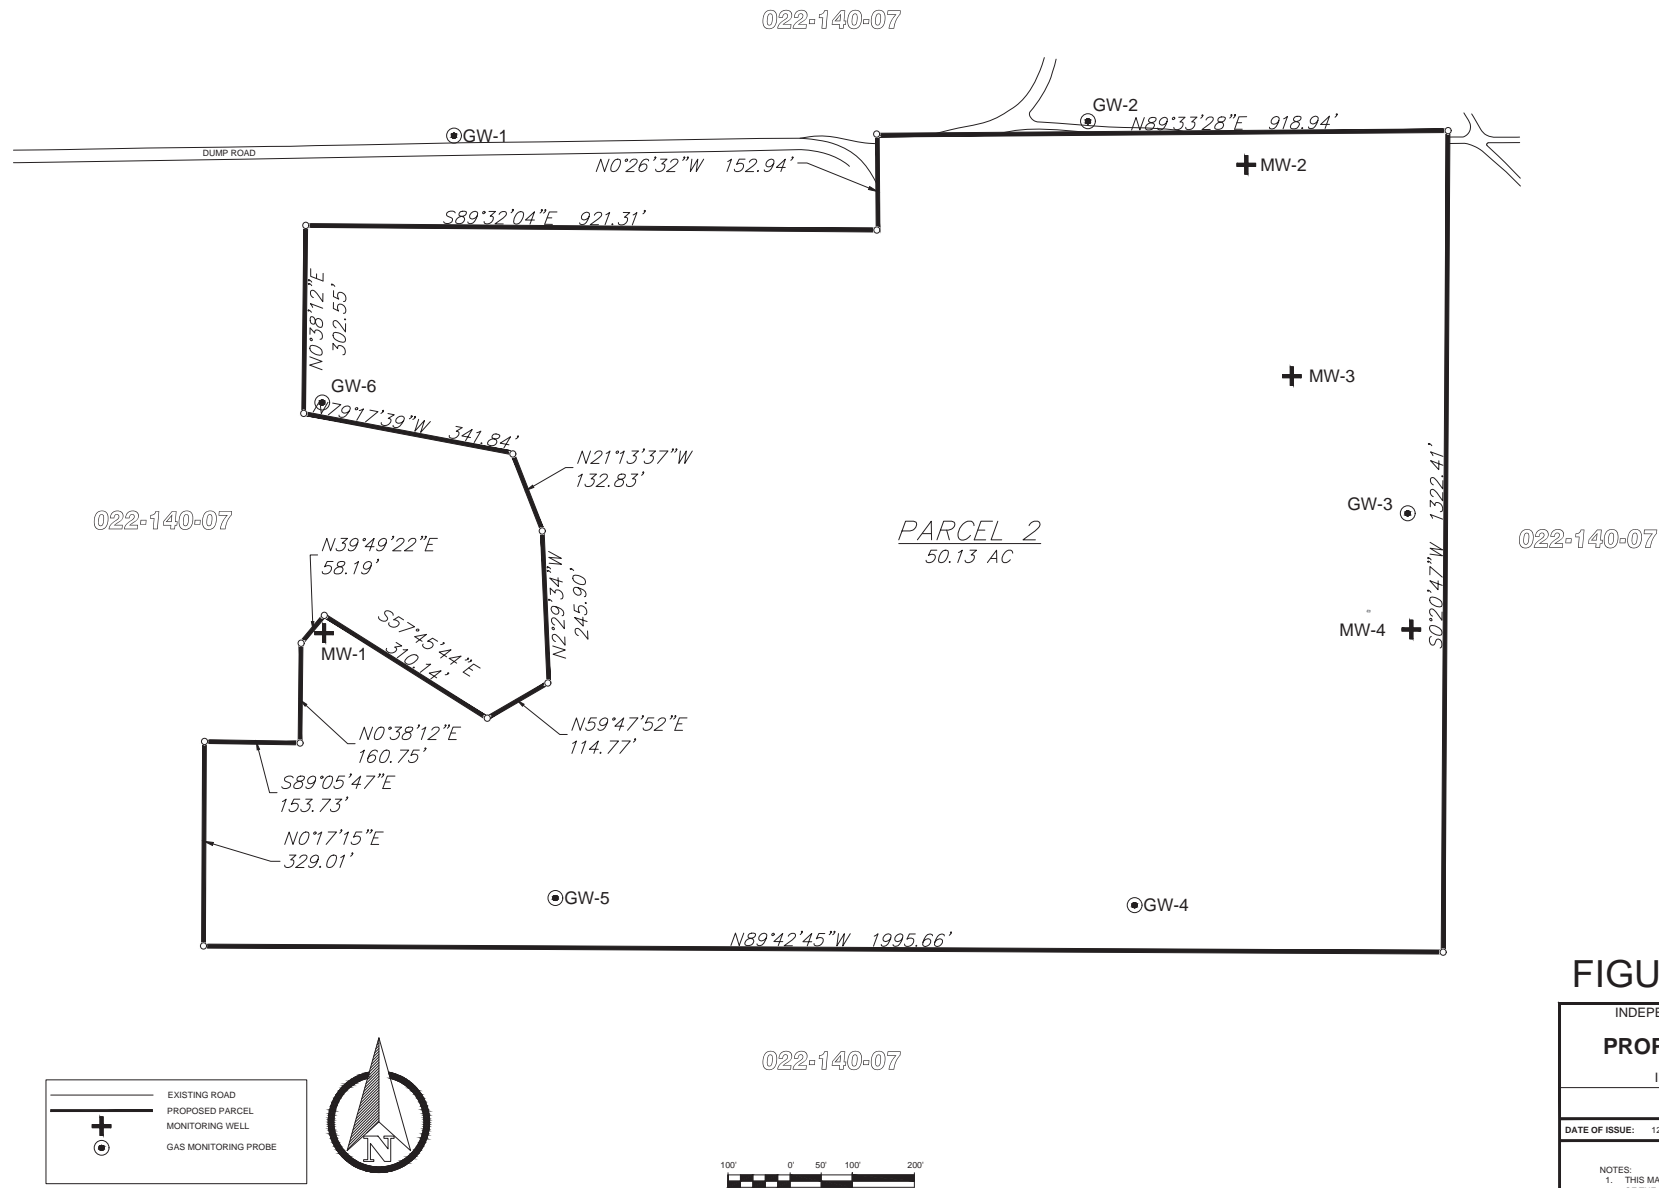 022-140-07
GW-2
GW-1
N89°33'28"E 918.94'
DUMP ROAD
N0°26'32"W 152.94'
MW-2
S89°32'04"E 921.31'
N0°38'12"E
302.55'
GW-6
MW-3
N79°17'39"W 341.84'
N21°13'37"W
132.83'
GW-3
022-140-07
PARCEL 2
50.13 AC
022-140-07
S0°20'47"W 1322.41'
N39°49'22"E
58.19'
N2°29'34"W
245.90'
S57°45'44"E
310.14'
MW-4
MW-1
N59°47'52"E
114.77'
N0°38'12"E
160.75'
S89°05'47"E
153.73'
N0°17'15"E
329.01'
GW-5
GW-4
N89°42'45"W 1995.66'
FIGU
INDEPE
PROP
022-140-07
EXISTING ROAD
PROPOSED PARCEL
MONITORING WELL
GAS MONITORING PROBE
N
DATE OF ISSUE: 12
100' 0' 50' 100' 200'
NOTES:
1. THIS MA